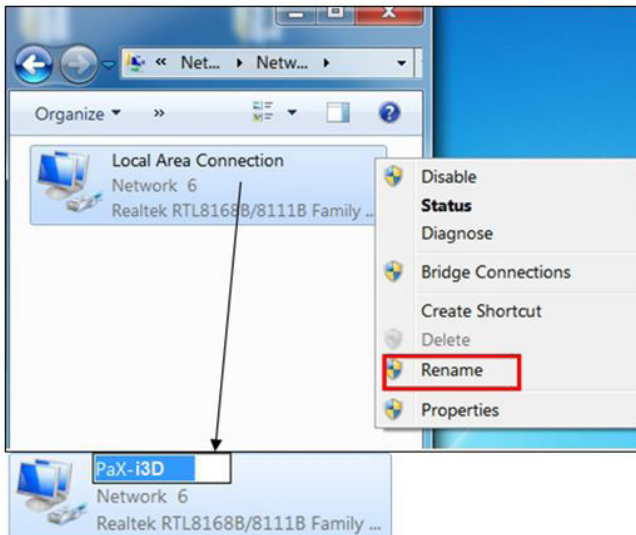 « Net... Netw...
Organize »
Local Area Connection
Network 6
Realtek RTL8168B/8111B Family ...
Disable
Status
Diagnose
Bridge Connections
Create Shortcut
Delete
Rename
Properties
PaX-i3D
Network 6
Realtek RTL8168B/8111B Family ...